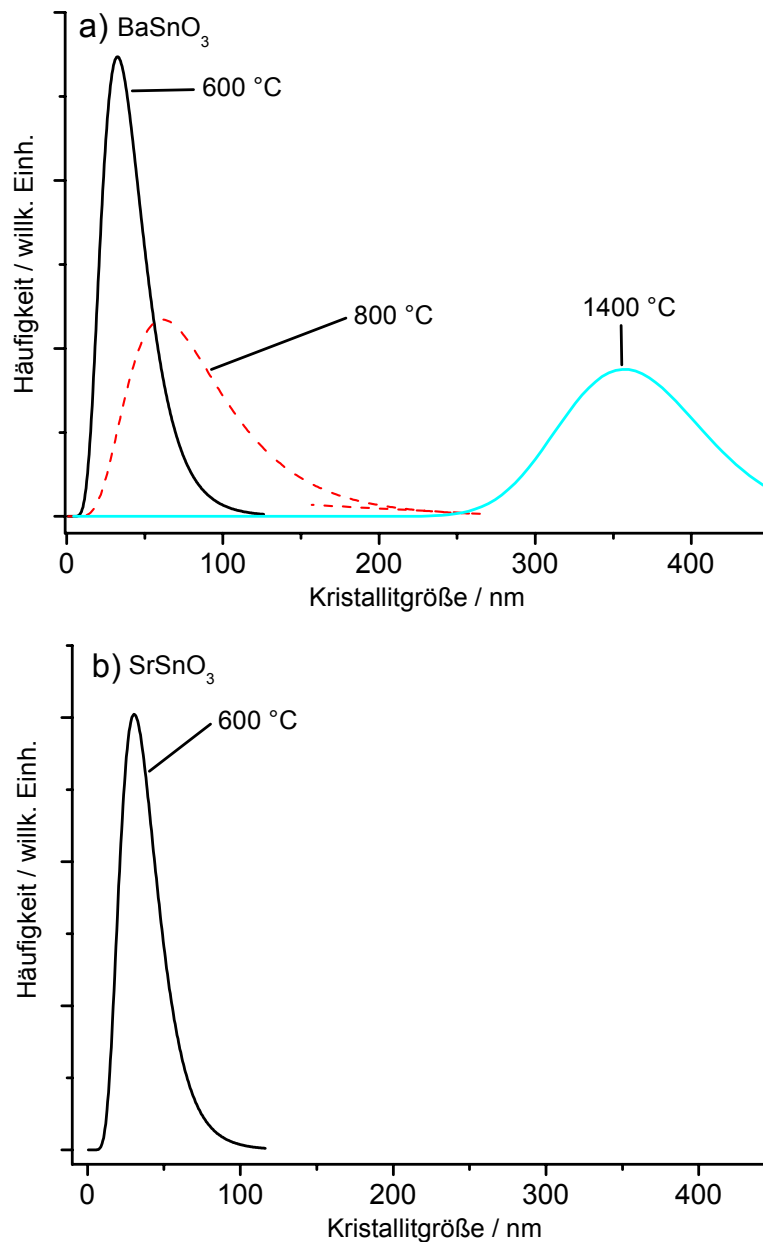 a) BaSnO₃
600 °C
800 °C
1400 °C
Häufigkeit / willk. Einh.
0 100 200 300 400
Kristallitgröße / nm
b) SrSnO₃
600 °C
Häufigkeit / willk. Einh.
0 100 200 300 400
Kristallitgröße / nm